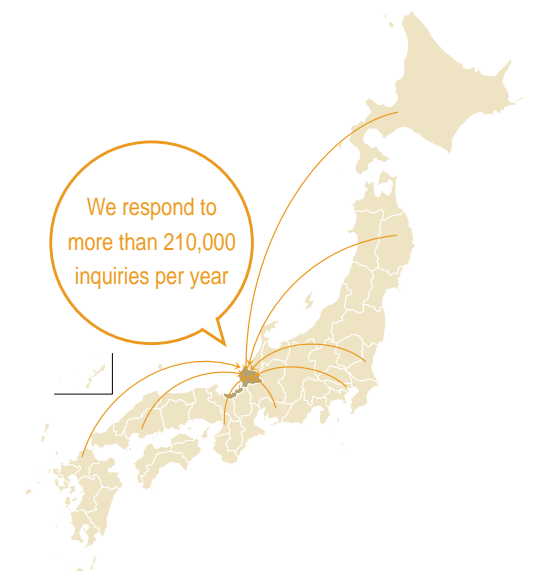 We respond to
more than 210,000
inquiries per year